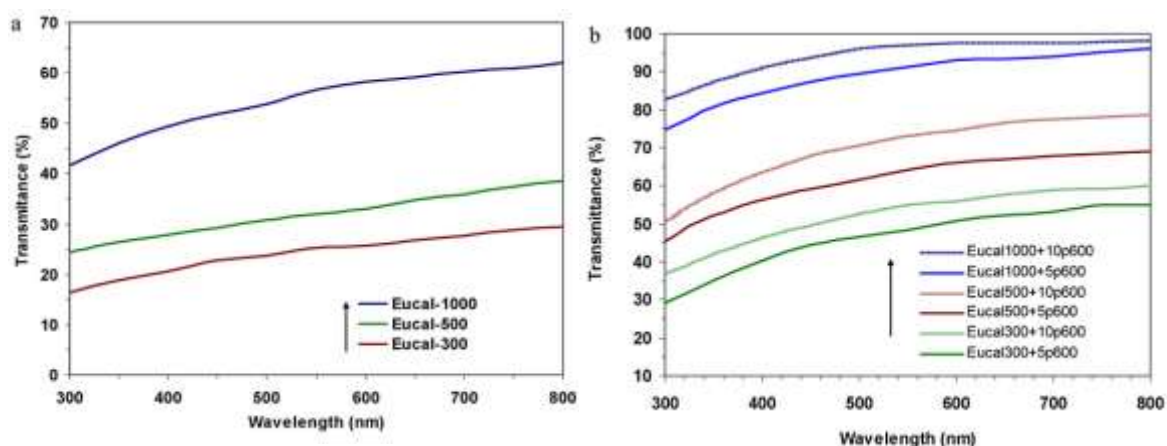 a
Transmitance (%)
70
60
50
40
30
20
10
0
Eucal-1000
Eucal-500
Eucal-300
300 400 500 600 700 800
Wavelength (nm)
b
Transmittance (%)
100
90
80
70
60
50
40
30
20
10
Eucal1000+10p600
Eucal1000+5p600
Eucal500+10p600
Eucal500+5p600
Eucal300+10p600
Eucal300+5p600
300 400 500 600 700 800
Wavelength (nm)